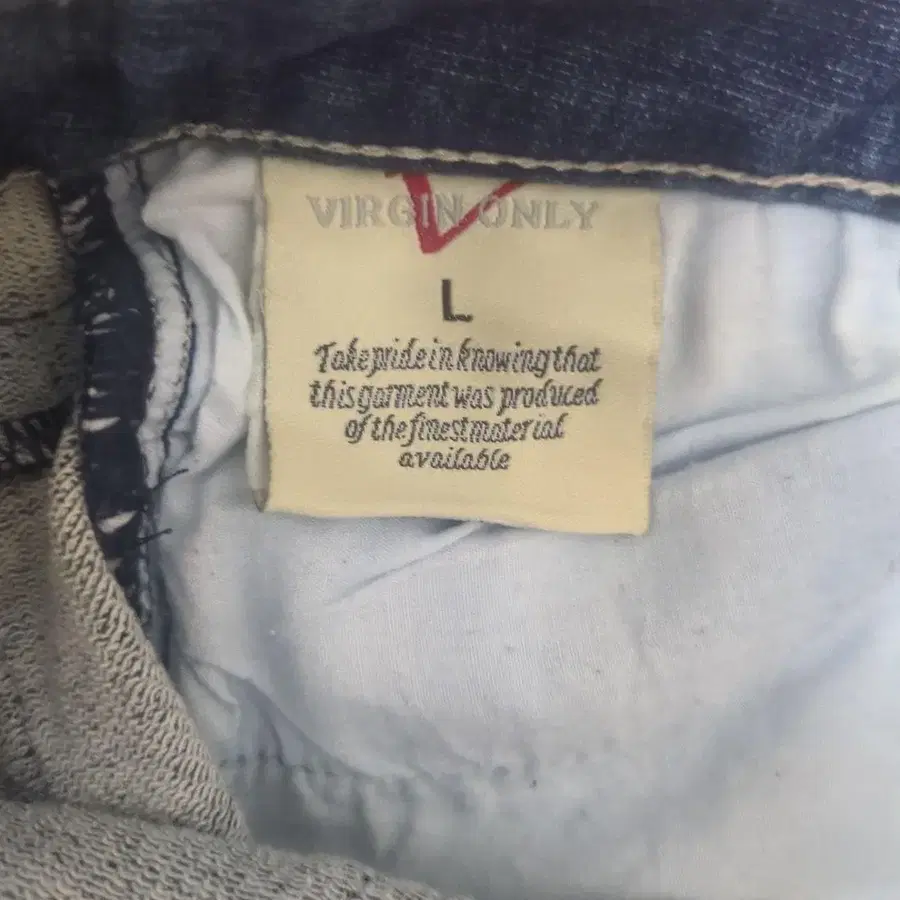 VIRGIN ONLY
L
Take pride in knowing that
this garment was produced
of the finest material
available